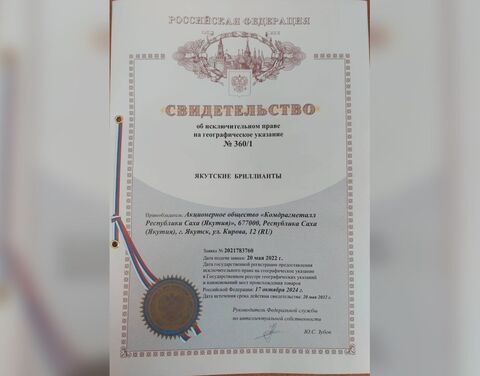 РОССИЙСКАЯ ФЕДЕРАЦИЯ
СВИДЕТЕЛЬСТВО
об исключительном праве
на географическое указание
№ 360/1
ЯКУТСКИЕ БРИЛЛИАНТЫ
Правообладатель: Акционерное общество «Комдрагметалл
Республики Саха (Якутия)», 677000, Республика Саха
(Якутия), г. Якутск, ул. Кирова, 12 (RU)
Заявка № 2021783760
Дата подачи заявки: 20 мая 2022 г.
Дата государственной регистрации предоставления
исключительного права на географическое указание
в Государственном реестре географических указаний
и наименований мест происхождения товаров
Российской Федерации: 17 октября 2024 г.
Дата истечения срока действия свидетельства: 20 мая 2032 г.
Руководитель Федеральной службы
по интеллектуальной собственности
Ю.С. Зубов